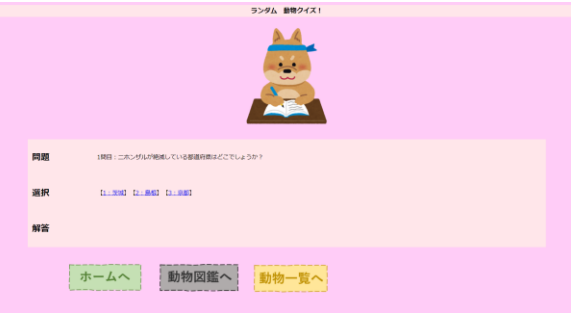 ランダム 動物クイズ！
問題 1問目：ニホンザルが絶滅している都道府県はどこでしょうか？
選択 【1：茨城】【2：島根】【3：京都】
解答
ホームへ 動物図鑑へ 動物一覧へ